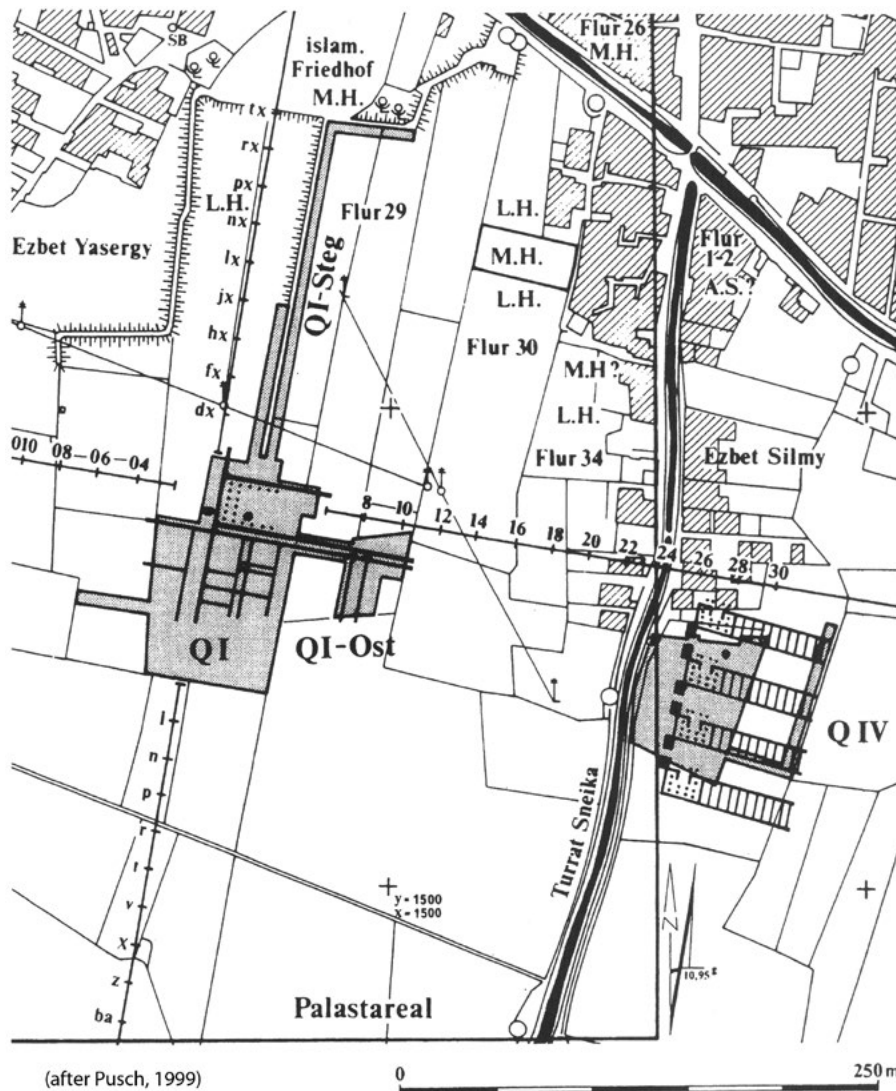 SB
islam.
Friedhof
M.H.
Flur 26
M.H.
tx
rx
px
L.H.
nx
lx
jx
hx
fx
dx
Ezbet Yasergy
QI-Steg
Flur 29
L.H.
M.H.
L.H.
Flur 30
Flur
1-2
A.S.?
M.H?
L.H.
Flur 34
Ezbet Silmy
010 08-06-04
8-10 12 14 16 18 20 22 24 26 28 30
QI
QI-Ost
Q IV
l
n
p
r
t
v
x
z
ba
Turrat Sneika
y = 1500
x = 1500
N
10,95 g
Palastareal
(after Pusch, 1999)
0 250 m